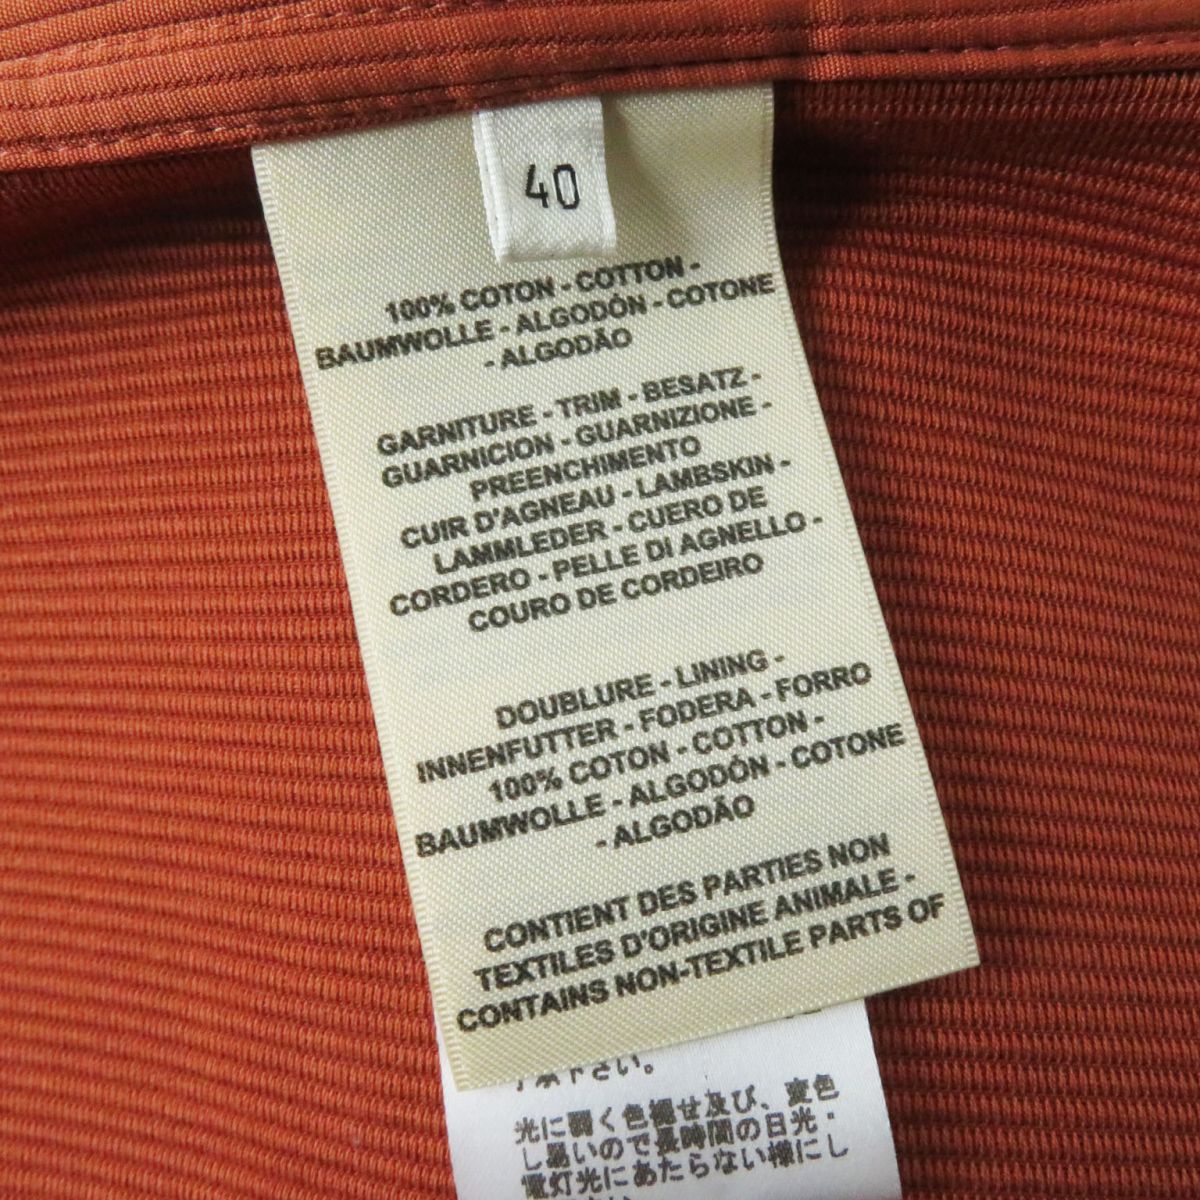 40
100% COTON - COTTON -
BAUMWOLLE - ALGODÓN - COTONE
- ALGODÃO
GARNITURE - TRIM - BESATZ -
GUARNICION - GUARNIZIONE -
PREENCHIMENTO
CUIR D'AGNEAU - LAMBSKIN -
LAMMLEDER - CUERO DE
CORDERO - PELLE DI AGNELLO -
COURO DE CORDEIRO
DOUBLURE - LINING -
INNENFUTTER - FODERA - FORRO
100% COTON - COTTON -
BAUMWOLLE - ALGODÓN - COTONE
- ALGODÃO
CONTIENT DES PARTIES NON
TEXTILES D'ORIGINE ANIMALE -
CONTAINS NON-TEXTILE PARTS OF
下さい。
光に弱く色褪せ及び、変色
し易いので長時間の日光・
電灯光にあたらない様にし